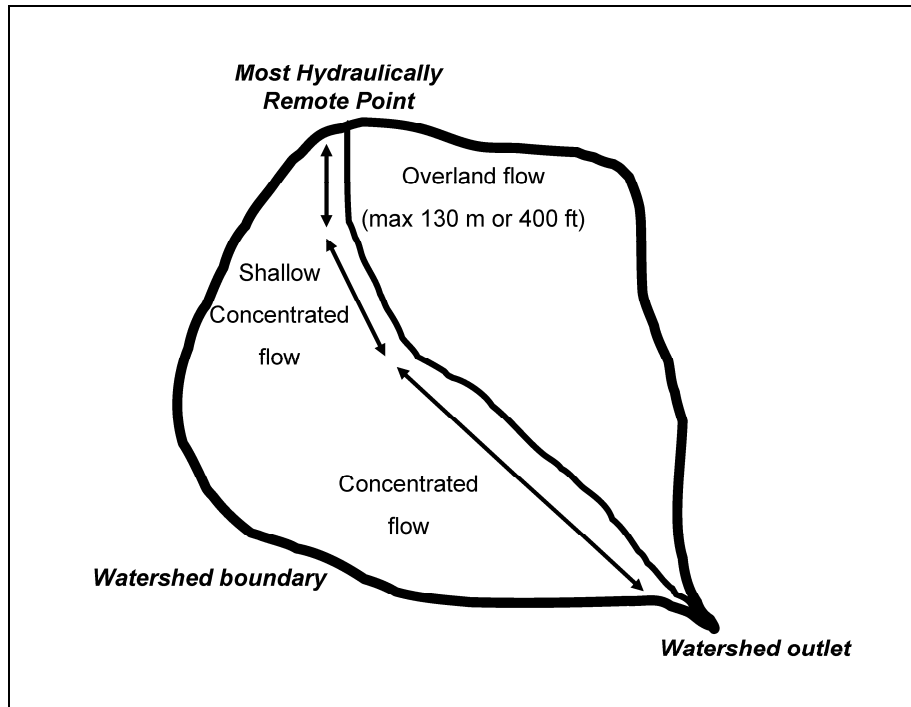 Most Hydraulically
Remote Point
Overland flow
(max 130 m or 400 ft)
Shallow
Concentrated
flow
Concentrated
flow
Watershed boundary
Watershed outlet